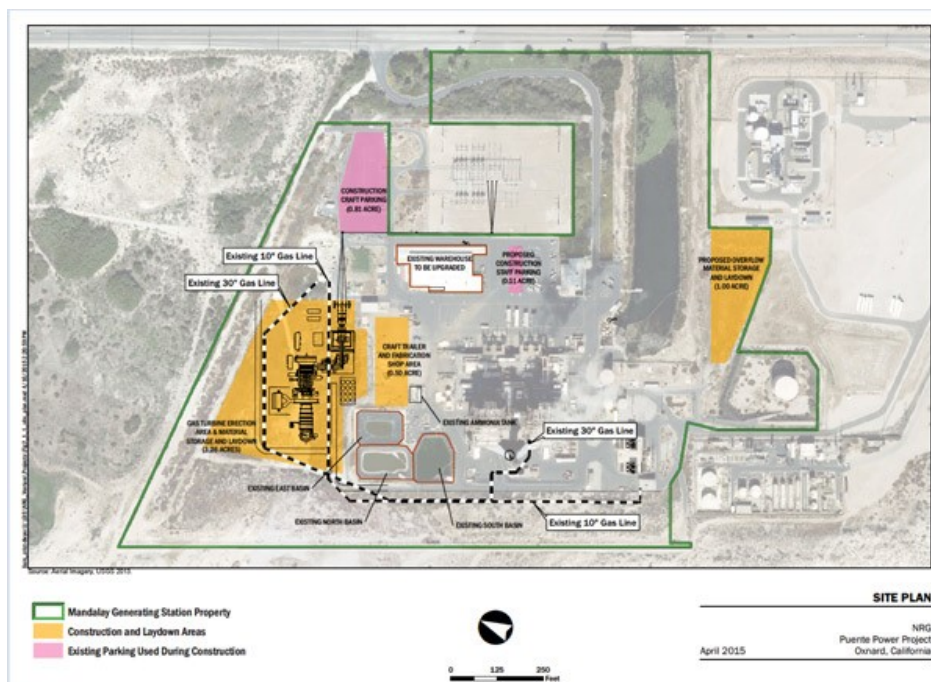 CONSTRUCTION
CRAFT PARKING
(0.81 ACRE)
Existing 10" Gas Line
Existing 30" Gas Line
EXISTING WAREHOUSE
TO BE UPGRADED
PROPOSED
CONSTRUCTION
STAFF PARKING
(0.11 ACRE)
PROPOSED OVERFLOW
MATERIAL STORAGE
AND LAYDOWN
(1.00 ACRE)
CRAFT TRAILER
AND FABRICATION
SHOP AREA
(0.50 ACRE)
GAS TURBINE ERECTION
AREA & MATERIAL
STORAGE AND LAYDOWN
EXISTING AMMONIA TANK
Existing 30" Gas Line
EXISTING EAST BASIN
EXISTING NORTH BASIN
EXISTING SOUTH BASIN
Existing 10" Gas Line
Source: Aerial Imagery, USGS 2013.
Mandalay Generating Station Property
Construction and Laydown Areas
Existing Parking Used During Construction
0 125 250
Feet
SITE PLAN
NRG
Puente Power Project
April 2015 Oxnard, California